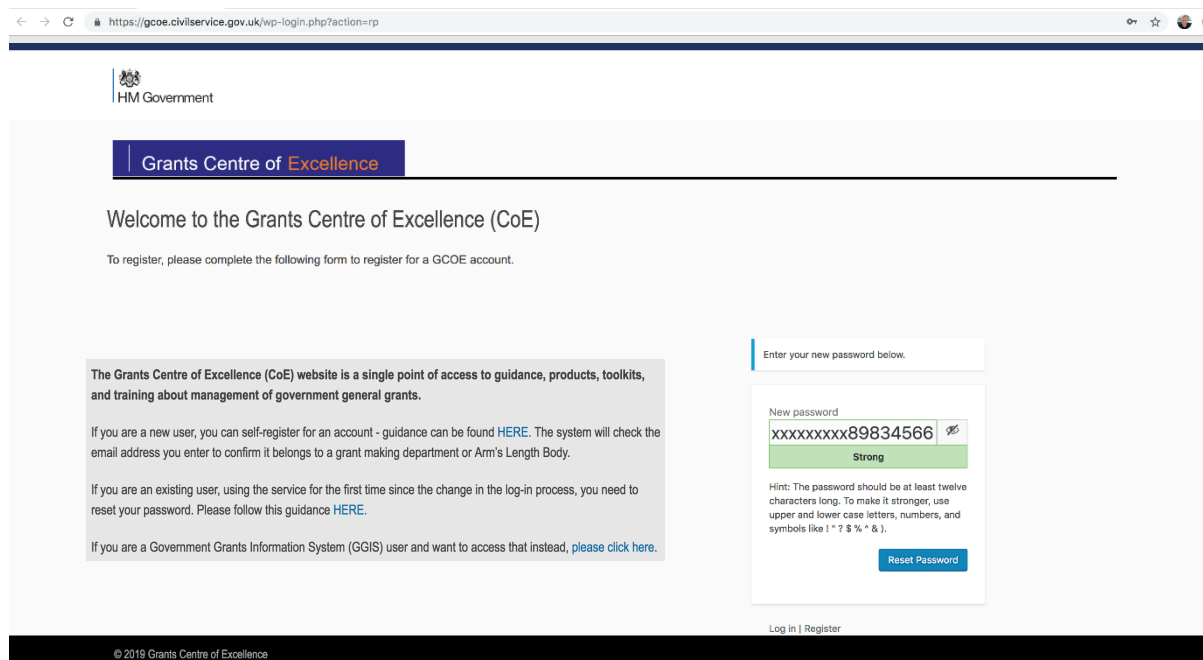 https://gcoe.civilservice.gov.uk/wp-login.php?action=rp
HM Government
Grants Centre of Excellence
Welcome to the Grants Centre of Excellence (CoE)
To register, please complete the following form to register for a GCOE account.
The Grants Centre of Excellence (CoE) website is a single point of access to guidance, products, toolkits,
and training about management of government general grants.
If you are a new user, you can self-register for an account - guidance can be found HERE. The system will check the
email address you enter to confirm it belongs to a grant making department or Arm's Length Body.
If you are an existing user, using the service for the first time since the change in the log-in process, you need to
reset your password. Please follow this guidance HERE.
If you are a Government Grants Information System (GGIS) user and want to access that instead, please click here.
Enter your new password below.
New password
xxxxxxxxx89834566
Strong
Hint: The password should be at least twelve
characters long. To make it stronger, use
upper and lower case letters, numbers, and
symbols like ! " ? $ % ^ & ).
Reset Password
Log in | Register
© 2019 Grants Centre of Excellence